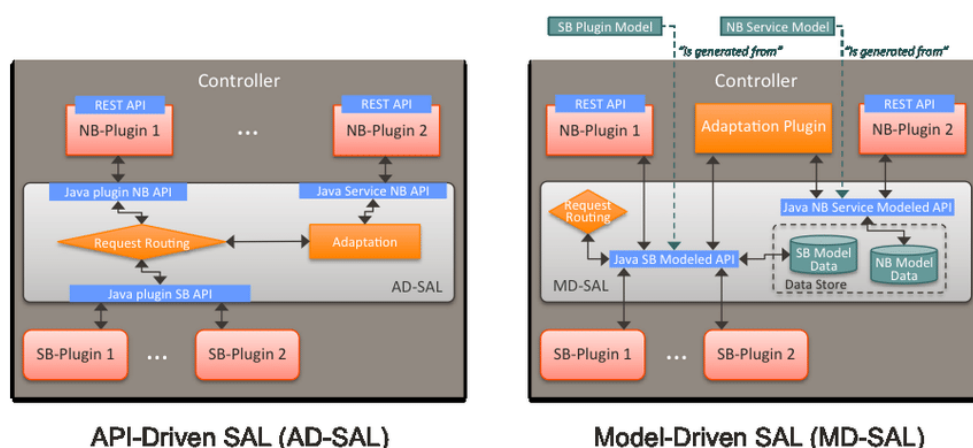 SB Plugin Model
NB Service Model
"is generated from"
"is generated from"
Controller
REST API
NB-Plugin 1
...
REST API
NB-Plugin 2
Java plugin NB API
Java Service NB API
Request Routing
Adaptation
Java plugin SB API
AD-SAL
SB-Plugin 1
...
SB-Plugin 2
API-Driven SAL (AD-SAL)
Controller
REST API
NB-Plugin 1
Adaptation Plugin
REST API
NB-Plugin 2
Request
Routing
Java NB Service Modeled API
Java SB Modeled API
SB Model
Data
NB Model
Data
Data Store
MD-SAL
SB-Plugin 1
...
SB-Plugin 2
Model-Driven SAL (MD-SAL)